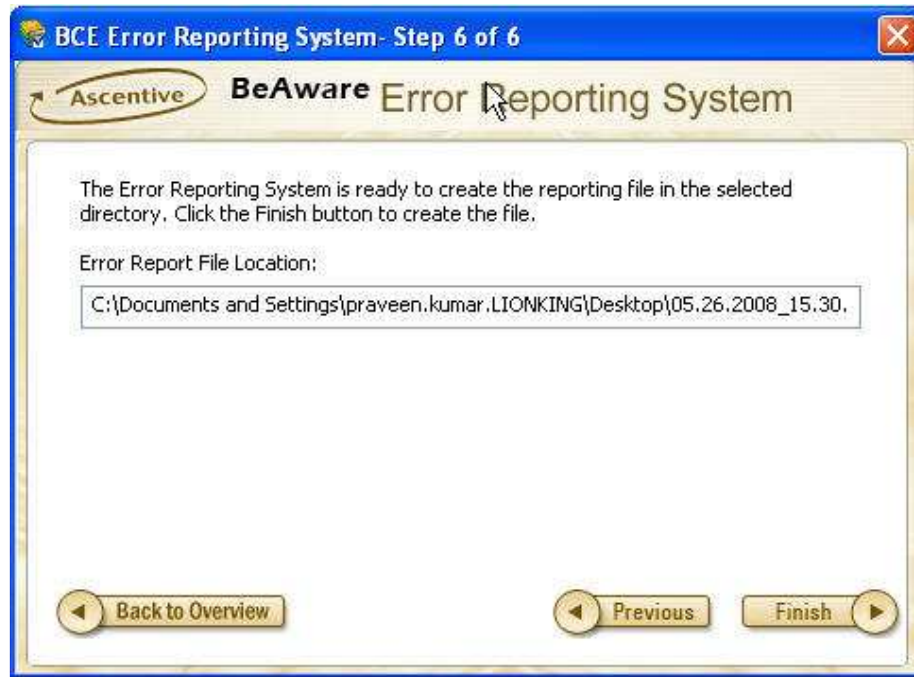 BCE Error Reporting System- Step 6 of 6
Ascentive BeAware Error Reporting System
The Error Reporting System is ready to create the reporting file in the selected
directory. Click the Finish button to create the file.
Error Report File Location:
C:\Documents and Settings\praveen.kumar.LIONKING\Desktop\05.26.2008_15.30.
Back to Overview Previous Finish